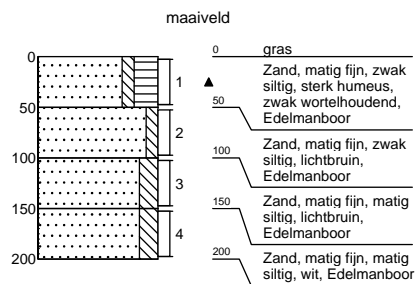 maaiveld
0
50
100
150
200
1
2
3
4
0 gras
Zand, matig fijn, zwak
siltig, sterk humeus,
zwak wortelhoudend,
Edelmanboor
50
Zand, matig fijn, zwak
siltig, lichtbruin,
Edelmanboor
100
Zand, matig fijn, matig
siltig, lichtbruin,
Edelmanboor
150
Zand, matig fijn, matig
siltig, wit, Edelmanboor
200